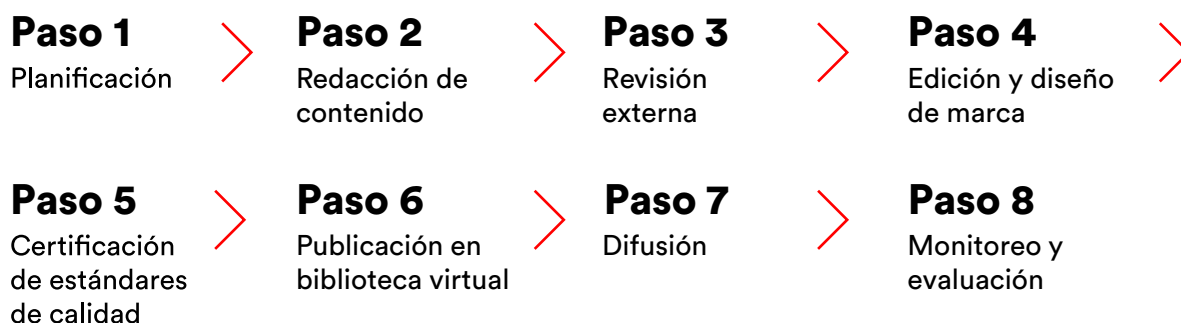 Paso 1
Planificación
Paso 2
Redacción de
contenido
Paso 3
Revisión
externa
Paso 4
Edición y diseño
de marca
Paso 5
Certificación
de estándares
de calidad
Paso 6
Publicación en
biblioteca virtual
Paso 7
Difusión
Paso 8
Monitoreo y
evaluación